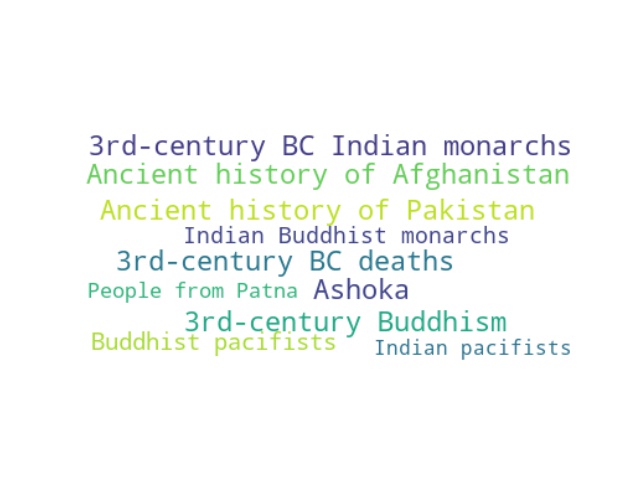 3rd-century BC Indian monarchs
Ancient history of Afghanistan
Ancient history of Pakistan
Indian Buddhist monarchs
3rd-century BC deaths
People from Patna Ashoka
3rd-century Buddhism
Buddhist pacifists Indian pacifists